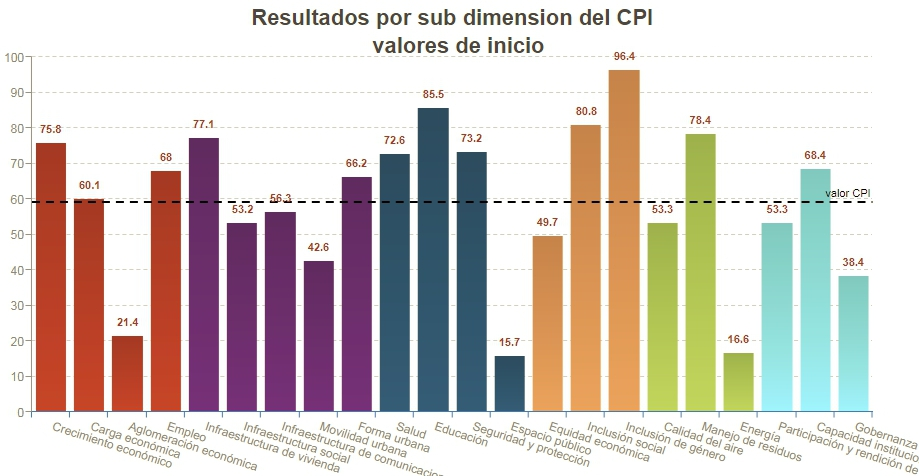 Resultados por sub dimension del CPI
valores de inicio
100
90
80
70
60
50
40
30
20
10
0
75.8
60.1
21.4
68
77.1
53.2
56.3
42.6
66.2
72.6
85.5
73.2
15.7
49.7
80.8
96.4
53.3
78.4
16.6
53.3
68.4
38.4
valor CPI
Crecimiento económico
Carga económica
Aglomeración económica
Empleo
Infraestructura de vivienda
Infraestructura social
Infraestructura de comunicacio
Movilidad urbana
Forma urbana
Salud
Educación
Seguridad y protección
Espacio público
Equidad económica
Inclusión social
Inclusión de género
Calidad del aire
Manejo de residuos
Energía
Participación y rendición de
Capacidad institucio
Gobernanza